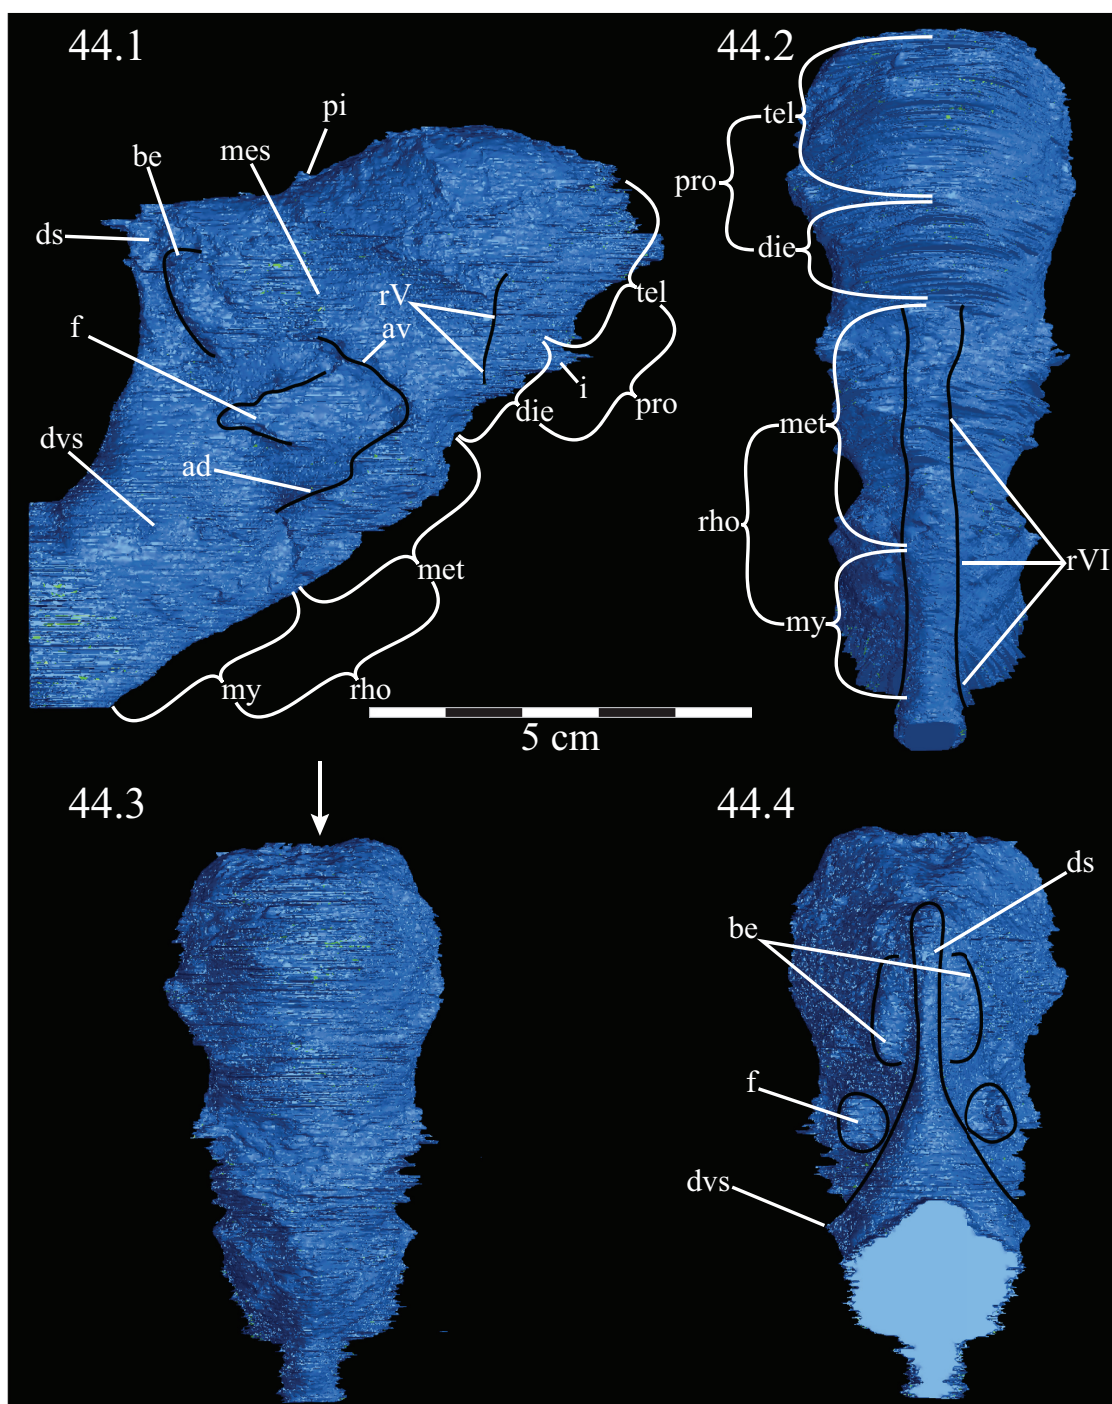 44.1
pi
be
mes
ds
rV
av
f
tel
i
die
pro
dvs
ad
met
my
rho
5 cm
44.2
tel
pro
die
met
rho
rVI
my
44.3
44.4
ds
be
f
dvs